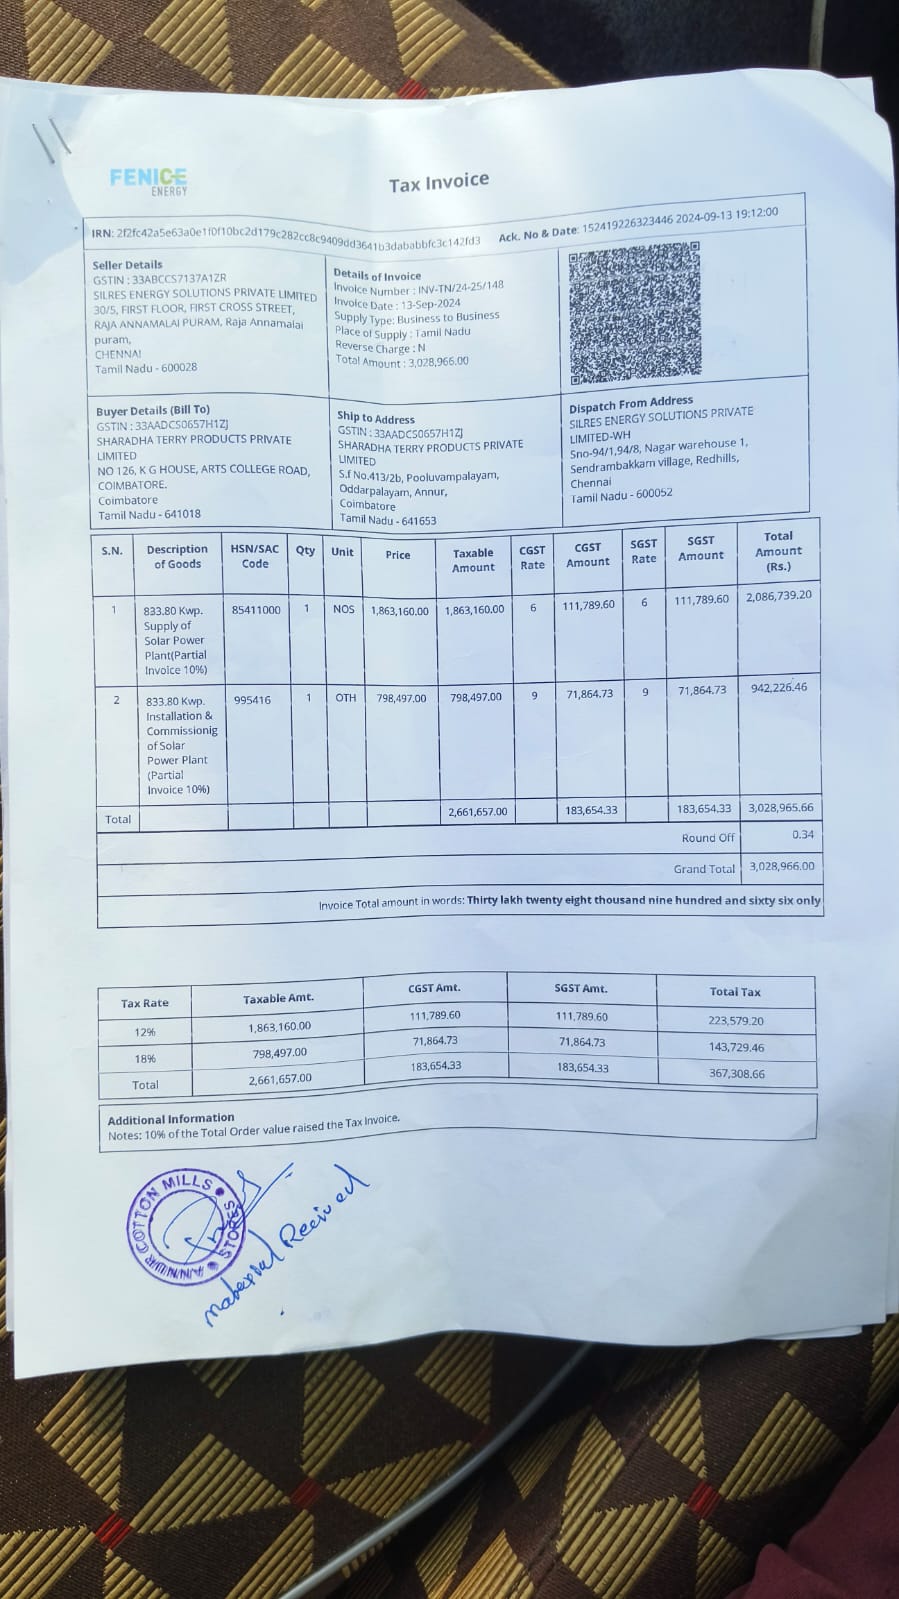 FENICE
ENERGY
Tax Invoice
IRN: 2f2fc42a5e63a0e1f0f10bc2d179c282cc8c9409dd3641b3dababbfc3c142fd3 Ack. No & Date: 152419226323446 2024-09-13 19:12:00
Seller Details
GSTIN : 33ABCCS7137A1ZR
SILRES ENERGY SOLUTIONS PRIVATE LIMITED
30/5, FIRST FLOOR, FIRST CROSS STREET,
RAJA ANNAMALAI PURAM, Raja Annamalai
puram,
CHENNAI
Tamil Nadu - 600028
Details of Invoice
Invoice Number : INV-TN/24-25/148
Invoice Date : 13-Sep-2024
Supply Type: Business to Business
Place of Supply : Tamil Nadu
Reverse Charge : N
Total Amount : 3,028,966.00
Buyer Details (Bill To)
GSTIN : 33AADCS0657H1ZJ
SHARADHA TERRY PRODUCTS PRIVATE
LIMITED
NO 126, K G HOUSE, ARTS COLLEGE ROAD,
COIMBATORE.
Coimbatore
Tamil Nadu - 641018
Ship to Address
GSTIN : 33AADCS0657H1ZJ
SHARADHA TERRY PRODUCTS PRIVATE
LIMITED
S.f No.413/2b, Pooluvampalayam,
Oddarpalayam, Annur,
Coimbatore
Tamil Nadu - 641653
Dispatch From Address
SILRES ENERGY SOLUTIONS PRIVATE
LIMITED-WH
Sno-94/1,94/8, Nagar warehouse 1,
Sendrambakkam village, Redhills,
Chennai
Tamil Nadu - 600052
S.N. Description of Goods HSN/SAC Code Qty Unit Price Taxable Amount CGST Rate CGST Amount SGST Rate SGST Amount Total Amount (Rs.)
1 833.80 Kwp. 85411000 1 NOS 1,863,160.00 1,863,160.00 6 111,789.60 6 111,789.60 2,086,739.20
Supply of
Solar Power
Plant(Partial
Invoice 10%)
2 833.80 Kwp. 995416 1 OTH 798,497.00 798,497.00 9 71,864.73 9 71,864.73 942,226.46
Installation &
Commissionig
of Solar
Power Plant
(Partial
Invoice 10%)
Total 2,661,657.00 183,654.33 183,654.33 3,028,965.66
Round Off 0.34
Grand Total 3,028,966.00
Invoice Total amount in words: Thirty lakh twenty eight thousand nine hundred and sixty six only
Tax Rate Taxable Amt. CGST Amt. SGST Amt. Total Tax
12% 1,863,160.00 111,789.60 111,789.60 223,579.20
18% 798,497.00 71,864.73 71,864.73 143,729.46
Total 2,661,657.00 183,654.33 183,654.33 367,308.66
Additional Information
Notes: 10% of the Total Order value raised the Tax Invoice.
ANNUR COTTON MILLS
STORES
material Received